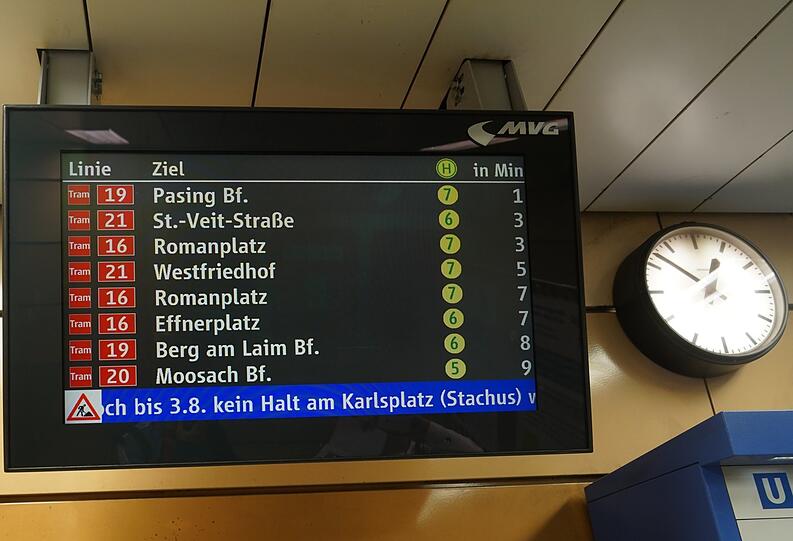 MVG
Linie Ziel H in Min
Tram 19 Pasing Bf. 7 1
Tram 21 St.-Veit-Straße 6 3
Tram 16 Romanplatz 7 3
Tram 21 Westfriedhof 7 5
Tram 16 Romanplatz 7 7
Tram 16 Effnerplatz 6 7
Tram 19 Berg am Laim Bf. 6 8
Tram 20 Moosach Bf. 5 9
och bis 3.8. kein Halt am Karlsplatz (Stachus) v
U